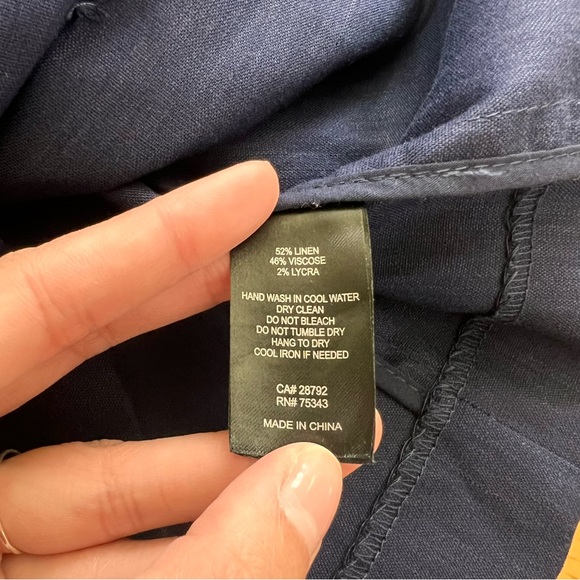 52% LINEN
46% VISCOSE
2% LYCRA
HAND WASH IN COOL WATER
DRY CLEAN
DO NOT BLEACH
DO NOT TUMBLE DRY
HANG TO DRY
COOL IRON IF NEEDED
CA# 28792
RN# 75343
MADE IN CHINA